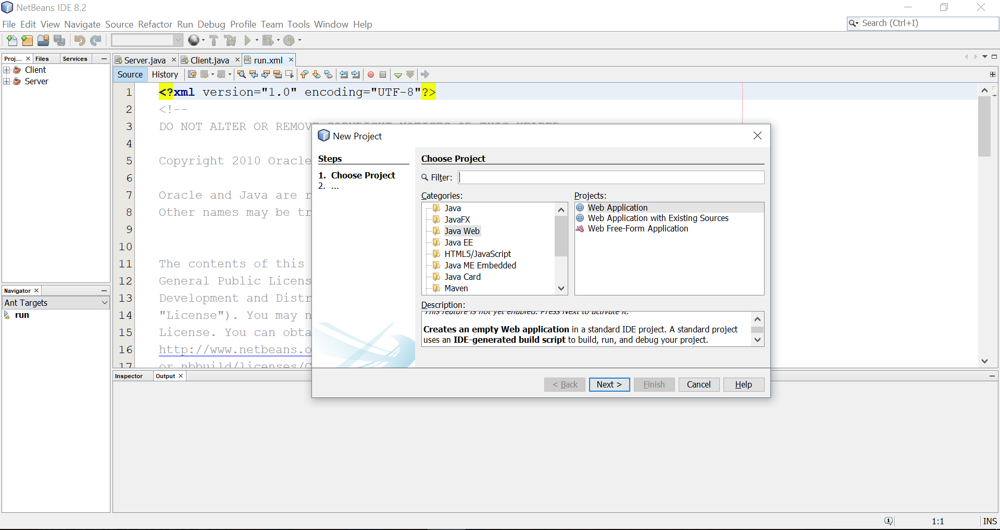 NetBeans IDE 8.2
File Edit View Navigate Source Refactor Run Debug Profile Team Tools Window Help
Search (Ctrl+I)
Proj...
Files
Services
Client
Server
Server.java
Client.java
run.xml
Source
History
1 <?xml version="1.0" encoding="UTF-8"?>
2 <!--
3 DO NOT ALTER OR REMOVE COPYRIGHT NOTICES OR THIS HEADER
4
5 Copyright 2010 Oracle
6
7 Oracle and Java are r
8 Other names may be tr
9
10
11 The contents of this
12 General Public Licens
13 Development and Distr
14 "License"). You may n
15 License. You can obta
16 http://www.netbeans.o
17 or nbbuild/licenses/C
Navigator
Ant Targets
run
New Project
Steps
1. Choose Project
2. ...
Choose Project
Filter:
Categories:
Java
JavaFX
Java Web
Java EE
HTML5/JavaScript
Java ME Embedded
Java Card
Maven
Projects:
Web Application
Web Application with Existing Sources
Web Free-Form Application
Description:
This feature is not yet enabled. Press Next to activate it.
Creates an empty Web application in a standard IDE project. A standard project
uses an IDE-generated build script to build, run, and debug your project.
< Back
Next >
Finish
Cancel
Help
Inspector
Output
1
1:1
INS